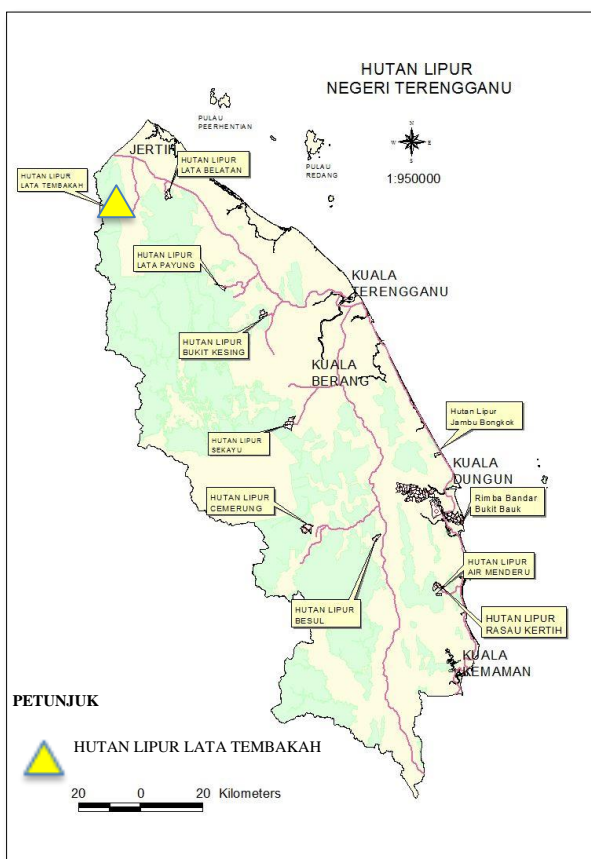 HUTAN LIPUR
NEGERI TERENGGANU
PULAU
PEERHENTIAN
PULAU
REDANG
N
W E
S
1:950000
JERTIH
HUTAN LIPUR
LATA BELATAN
HUTAN LIPUR
LATA TEMBAKAH
HUTAN LIPUR
LATA PAYUNG
KUALA
TERENGGANU
HUTAN LIPUR
BUKIT KESING
KUALA
BERANG
Hutan Lipur
Jambu Bongkok
HUTAN LIPUR
SEKAYU
KUALA
DUNGUN
Rimba Bandar
Bukit Bauk
HUTAN LIPUR
CEMERUNG
HUTAN LIPUR
AIR MENDERU
HUTAN LIPUR
BESUL
HUTAN LIPUR
RASAU KERTIH
KUALA
KEMAMAN
PETUNJUK
HUTAN LIPUR LATA TEMBAKAH
20 0 20 Kilometers